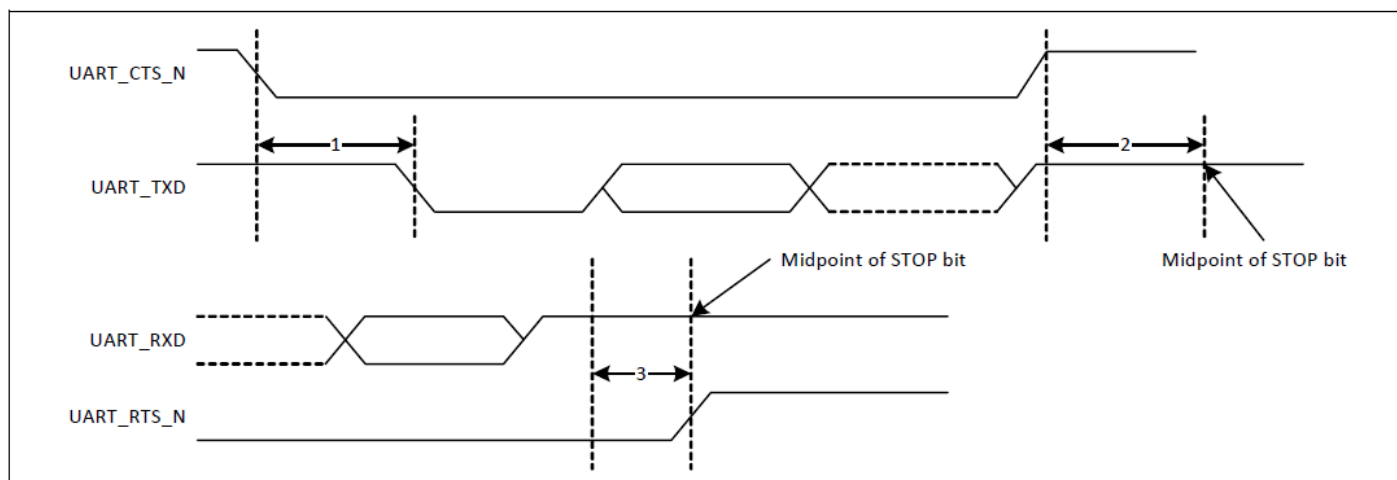 UART_CTS_N
1
2
UART_TXD
Midpoint of STOP bit
Midpoint of STOP bit
UART_RXD
3
UART_RTS_N